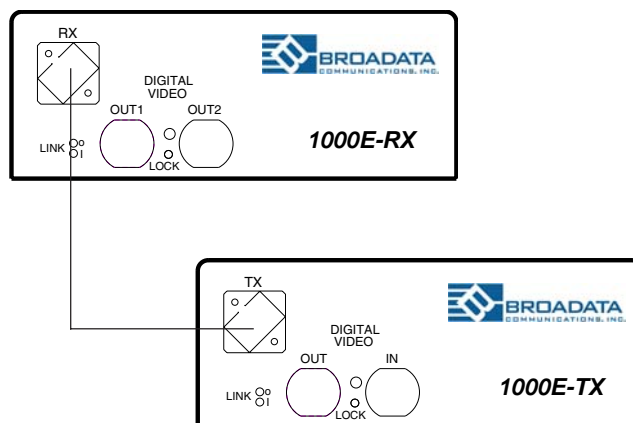 RX
BROADATA
COMMUNICATIONS, INC.
DIGITAL
VIDEO
OUT1
OUT2
LINK
O
I
LOCK
1000E-RX
TX
BROADATA
COMMUNICATIONS, INC.
DIGITAL
VIDEO
OUT
IN
LINK
O
I
LOCK
1000E-TX